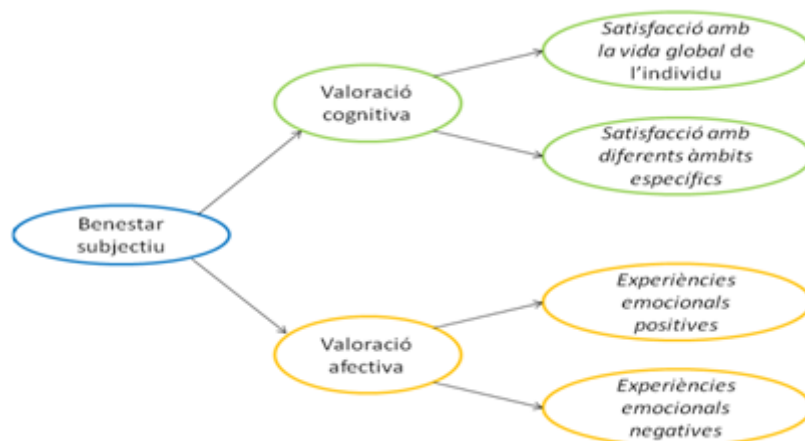 Satisfacció amb
la vida global de
l'individu
Valoració
cognitiva
Satisfacció amb
diferents àmbits
específics
Benestar
subjectiu
Experiències
emocionals
positives
Valoració
afectiva
Experiències
emocionals
negatives